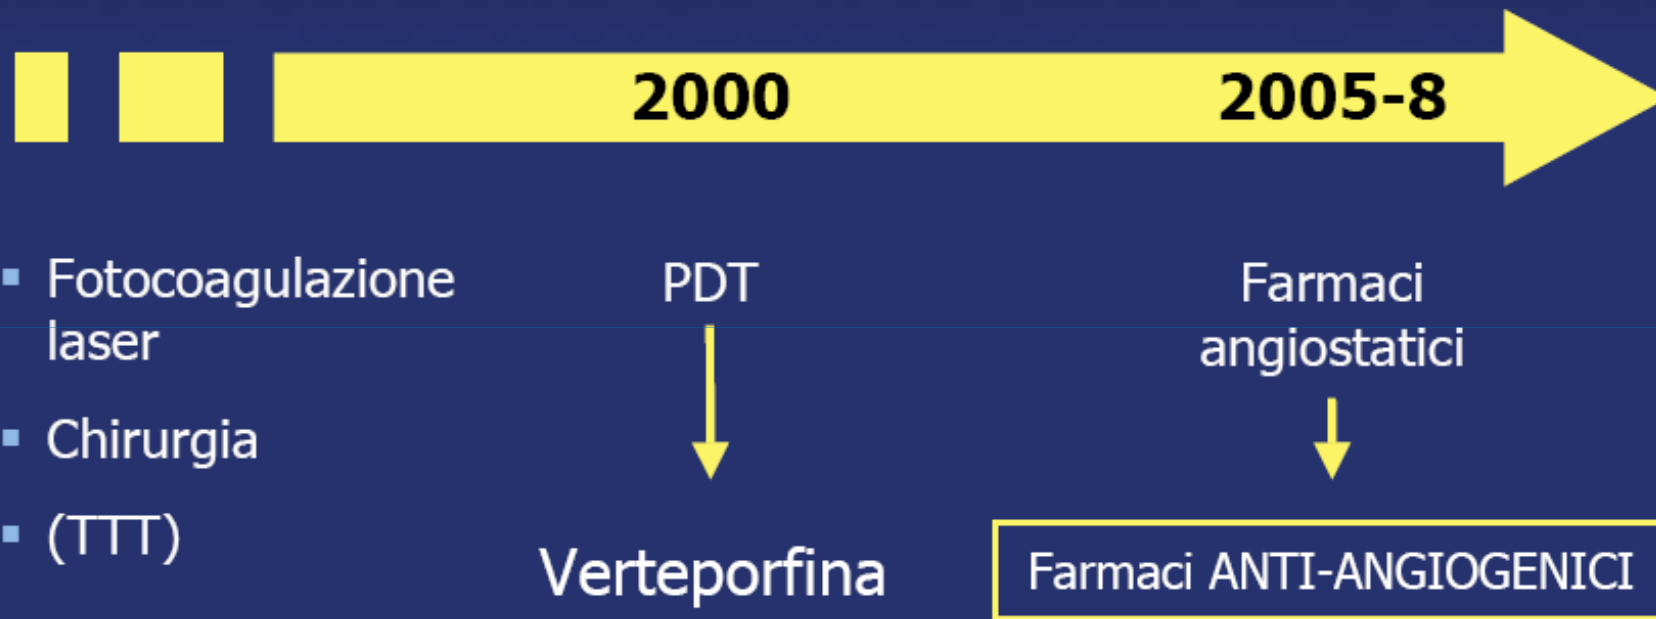 2000
2005-8
Fotocoagulazione
laser
Chirurgia
(TTT)
PDT
Verteporfina
Farmaci
angiostatici
Farmaci ANTI-ANGIOGENICI